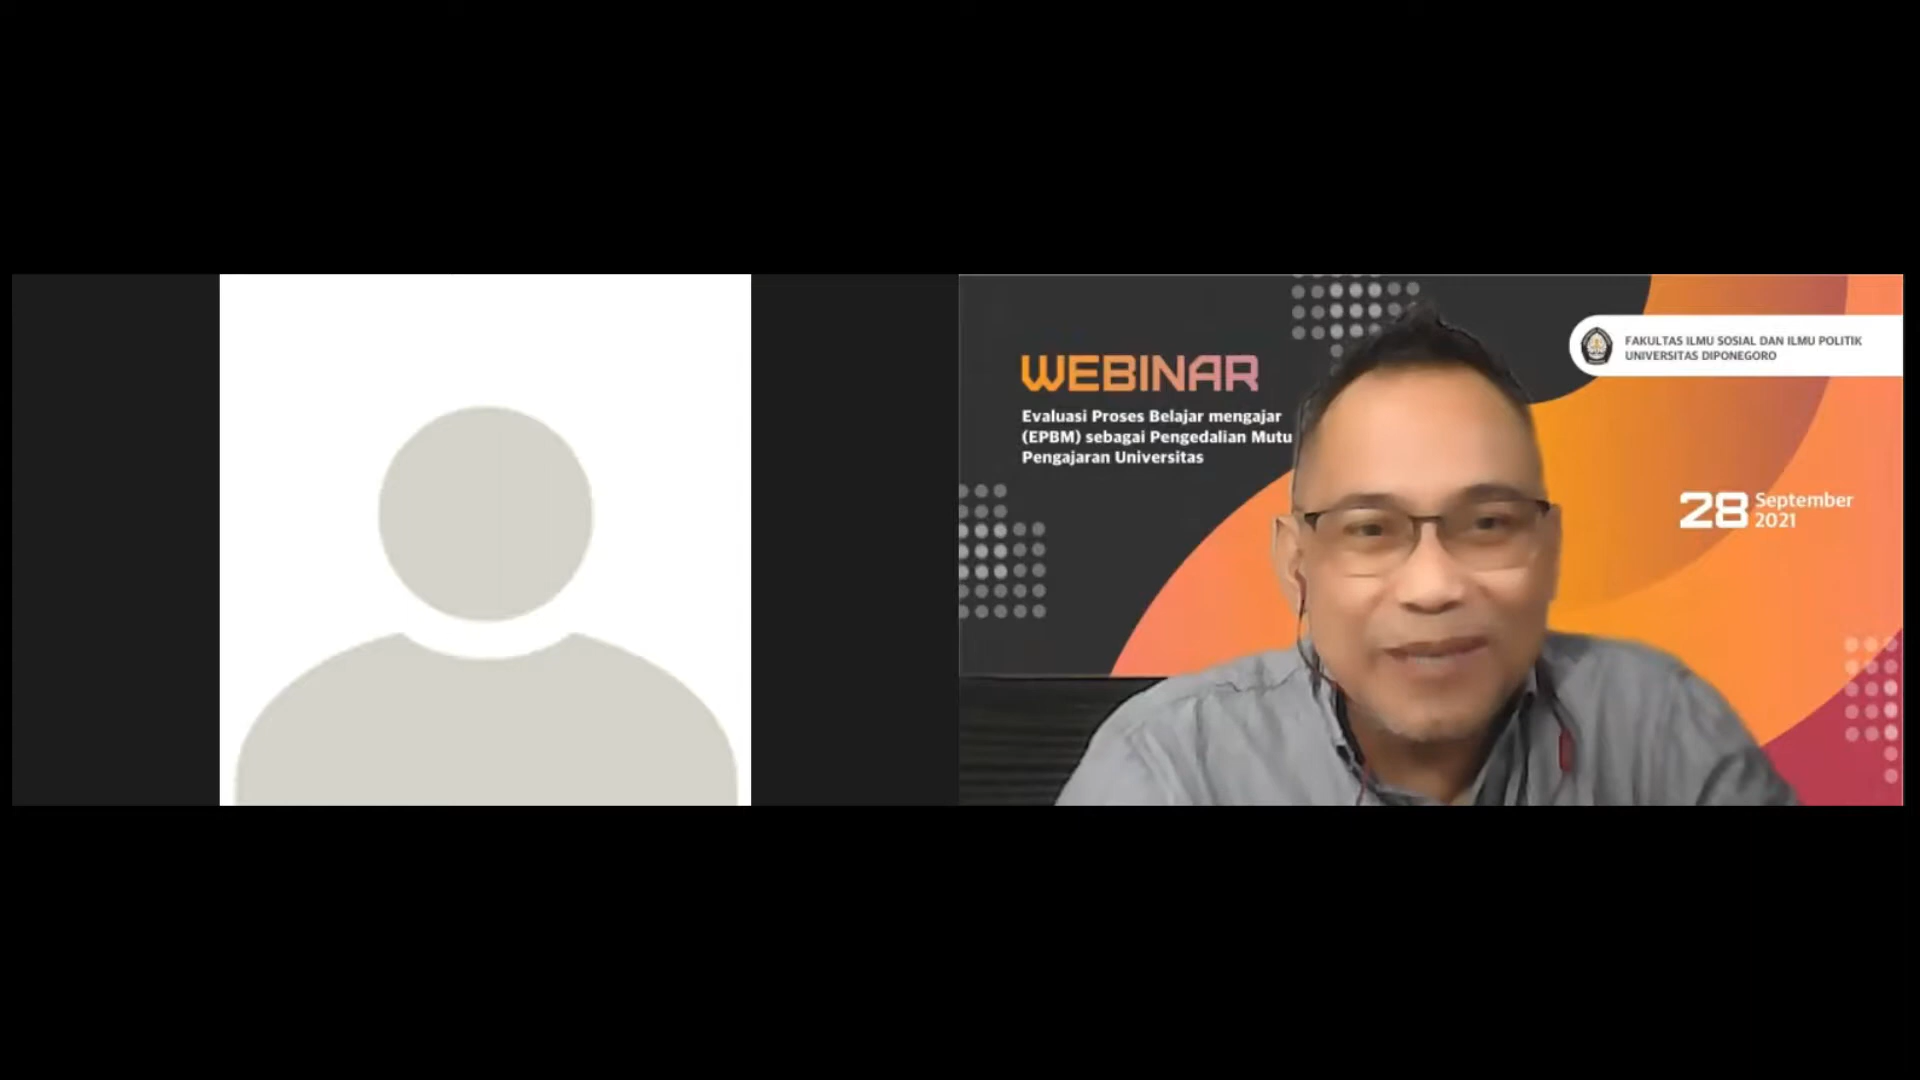 WEBINAR
Evaluasi Proses Belajar mengajar
(EPBM) sebagai Pengedalian Mutu
Pengajaran Universitas
FAKULTAS ILMU SOSIAL DAN ILMU POLITIK
UNIVERSITAS DIPONEGORO
28 September
2021